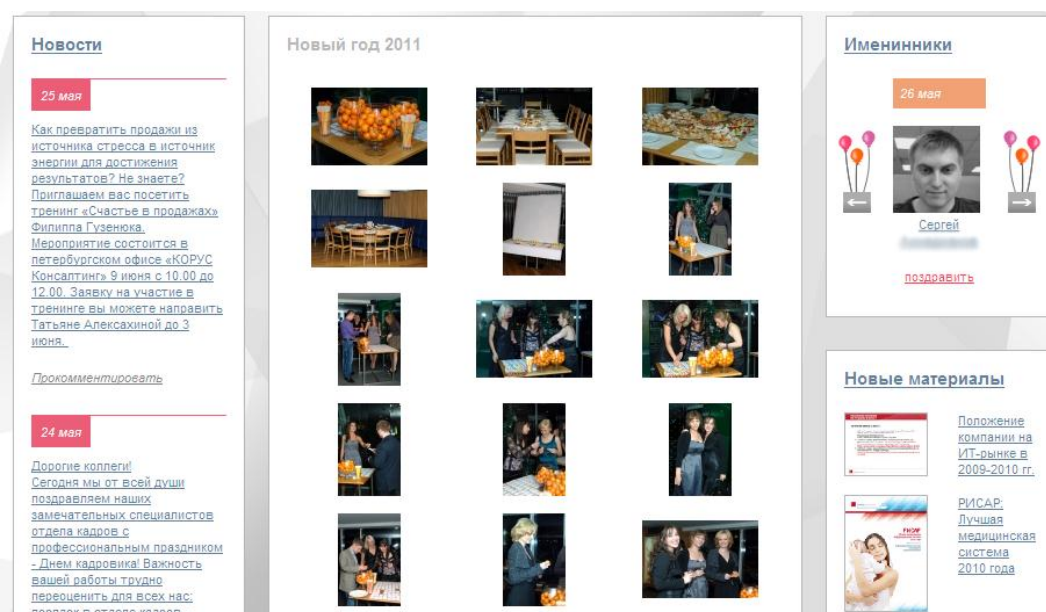 Новости
25 мая
Как превратить продажи из
источника стресса в источник
энергии для достижения
результатов? Не знаете?
Приглашаем вас посетить
тренинг «Счастье в продажах»
Филиппа Гузенюка.
Мероприятие состоится в
петербургском офисе «КОРУС
Консалтинг» 9 июня с 10.00 до
12.00. Заявку на участие в
тренинге вы можете направить
Татьяне Алексахиной до 3
июня.
Прокомментировать
24 мая
Дорогие коллеги!
Сегодня мы от всей души
поздравляем наших
замечательных специалистов
отдела кадров с
профессиональным праздником
- Днем кадровика! Важность
вашей работы трудно
переоценить для всех нас:
порядок в отделе кадров
Новый год 2011
Именинники
26 мая
Сергей
поздравить
Новые материалы
Положение
компании на
ИТ-рынке в
2009-2010 гг.
РИСАР
РИСАР:
Лучшая
медицинская
система
2010 года